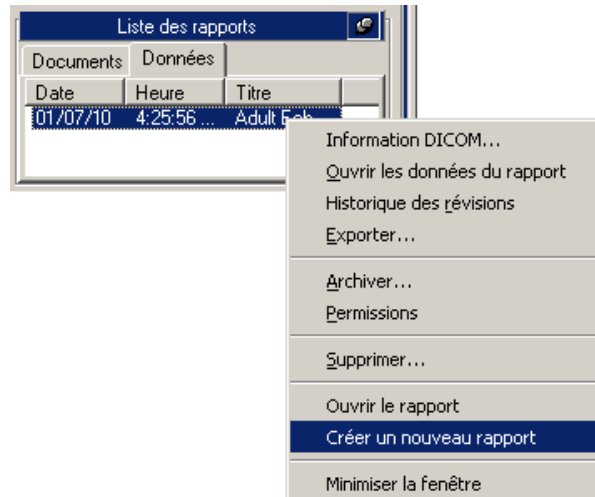 Liste des rapports
Documents Données
Date Heure Titre
01/07/10 4:25:56 ... Adult
Information DICOM...
Ouvrir les données du rapport
Historique des révisions
Exporter...
Archiver...
Permissions
Supprimer...
Ouvrir le rapport
Créer un nouveau rapport
Minimiser la fenêtre